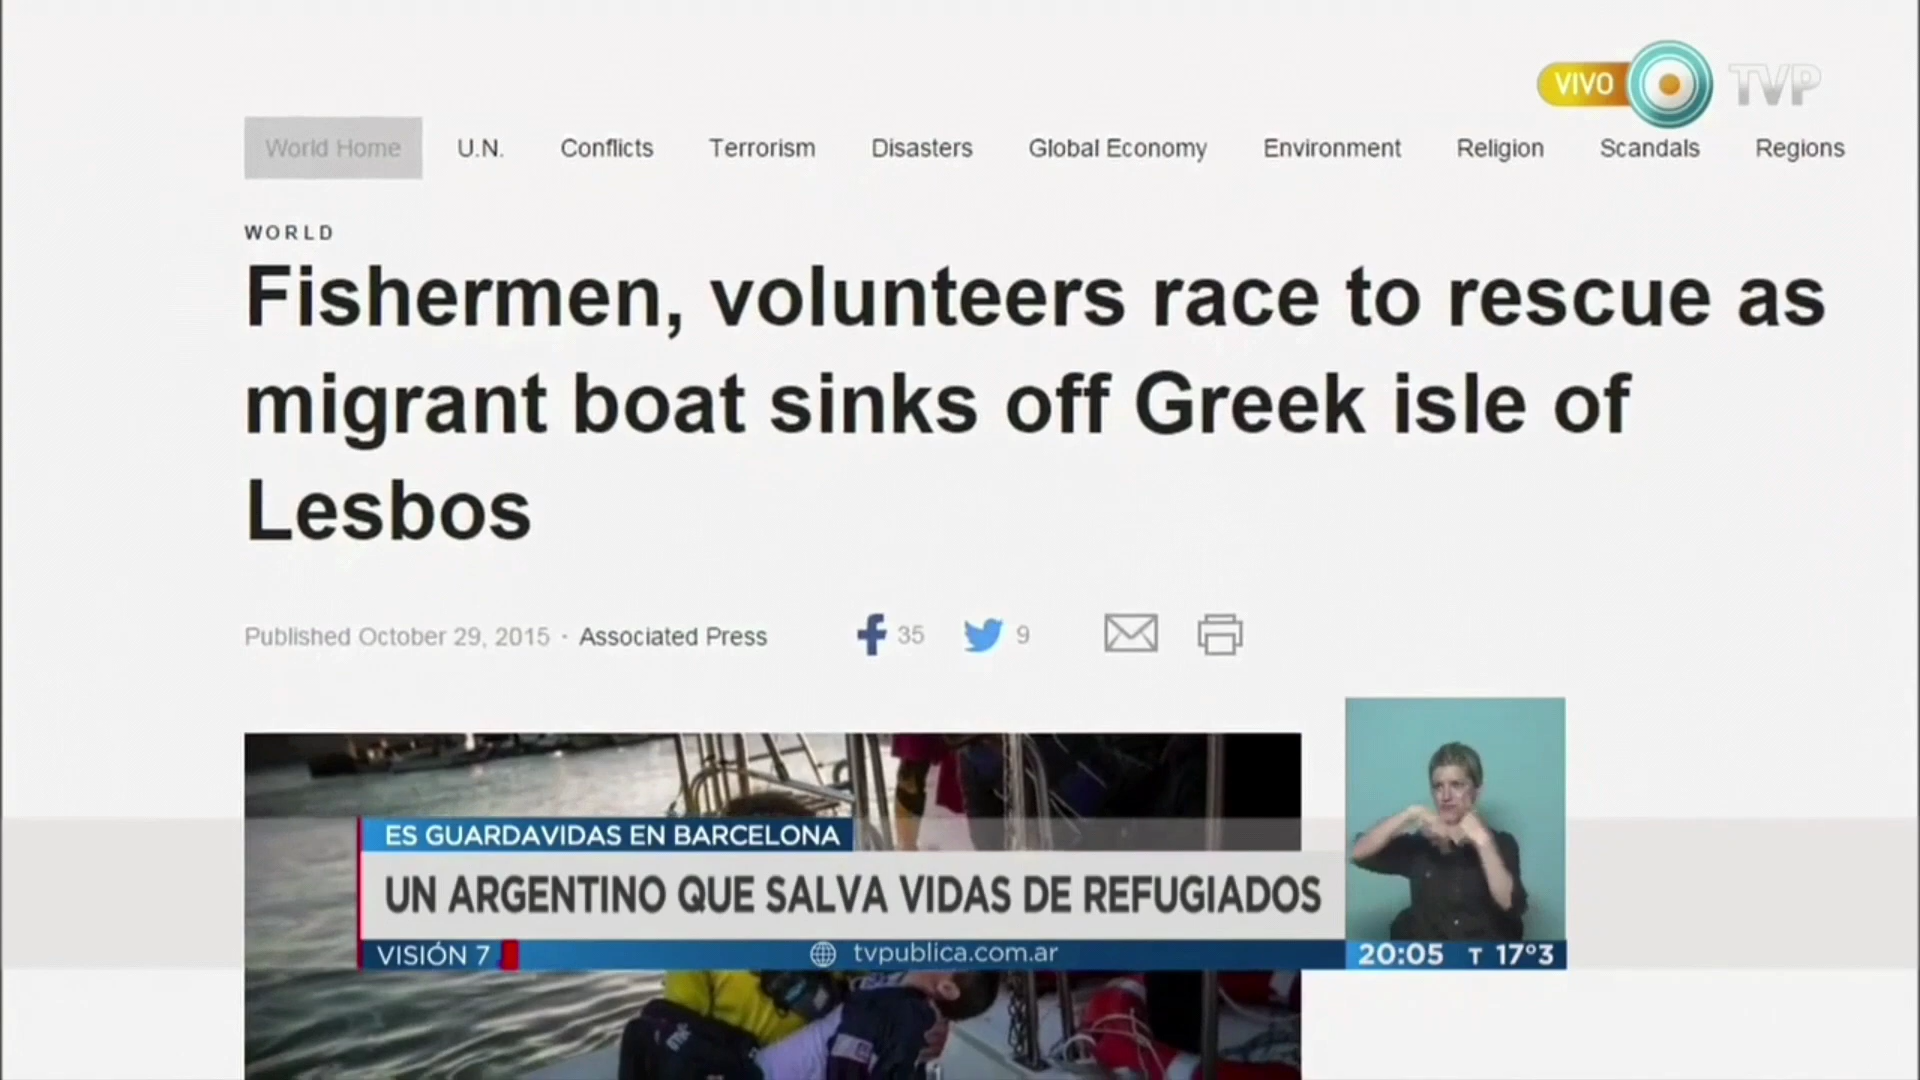 VIVO TVP
World Home U.N. Conflicts Terrorism Disasters Global Economy Environment Religion Scandals Regions
WORLD
Fishermen, volunteers race to rescue as
migrant boat sinks off Greek isle of
Lesbos
Published October 29, 2015 · Associated Press 35 9
ES GUARDAVIDAS EN BARCELONA
UN ARGENTINO QUE SALVA VIDAS DE REFUGIADOS
VISIÓN 7 tvpublica.com.ar 20:05 T 17°3